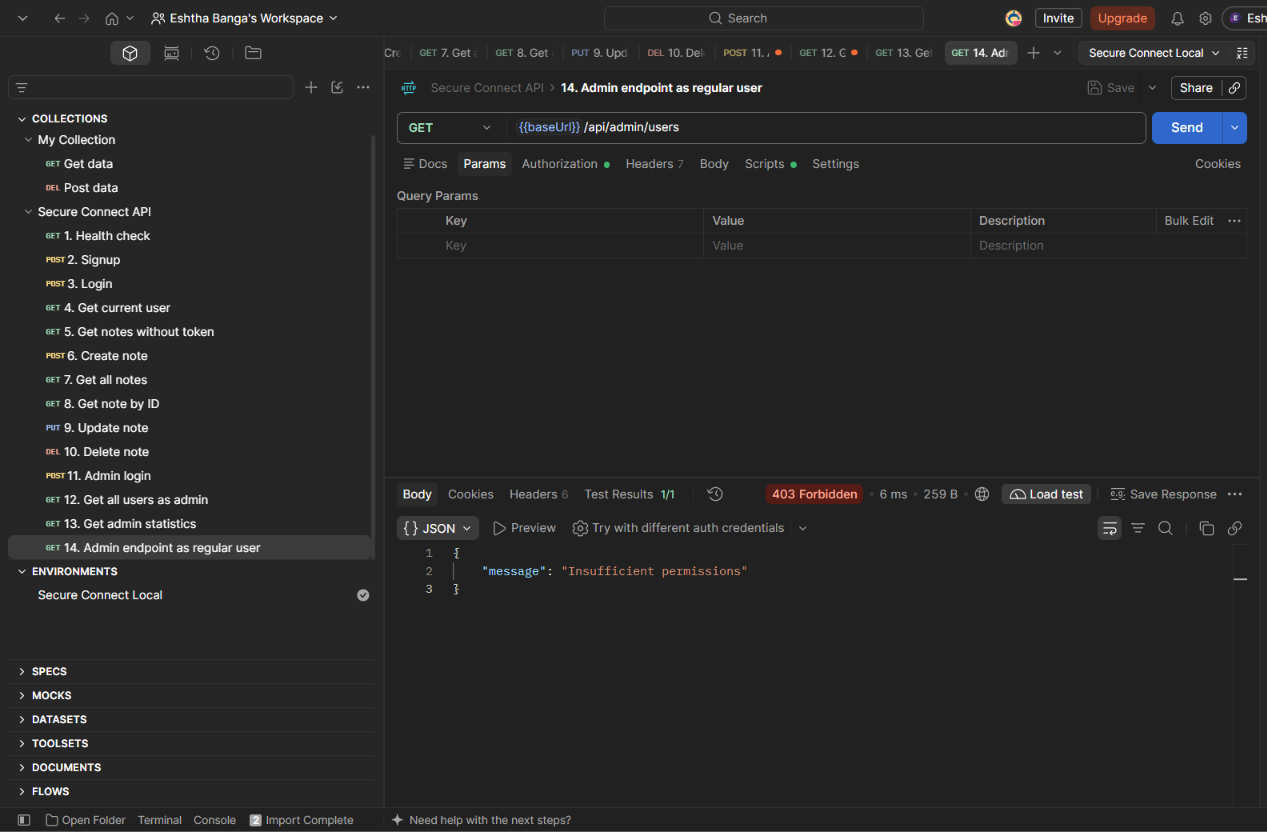 Eshtha Banga's Workspace
Search
Invite
Upgrade
Esh
Cre
GET 7. Get
GET 8. Get
PUT 9. Upd
DEL 10. Del
POST 11.
GET 12. G
GET 13. Get
GET 14. Adr
Secure Connect Local
Secure Connect API > 14. Admin endpoint as regular user
Save
Share
GET
{{baseUrl}} /api/admin/users
Send
Docs
Params
Authorization
Headers 7
Body
Scripts
Settings
Cookies
Query Params
Key Value Description Bulk Edit
Key Value Description
COLLECTIONS
My Collection
GET Get data
DEL Post data
Secure Connect API
GET 1. Health check
POST 2. Signup
POST 3. Login
GET 4. Get current user
GET 5. Get notes without token
POST 6. Create note
GET 7. Get all notes
GET 8. Get note by ID
PUT 9. Update note
DEL 10. Delete note
POST 11. Admin login
GET 12. Get all users as admin
GET 13. Get admin statistics
GET 14. Admin endpoint as regular user
ENVIRONMENTS
Secure Connect Local
SPECS
MOCKS
DATASETS
TOOLSETS
DOCUMENTS
FLOWS
Body
Cookies
Headers 6
Test Results 1/1
403 Forbidden
6 ms
259 B
Load test
e.g. Save Response
{} JSON
Preview
Try with different auth credentials
1 {
2 "message": "Insufficient permissions"
3 }
Open Folder
Terminal
Console
2 Import Complete
Need help with the next steps?